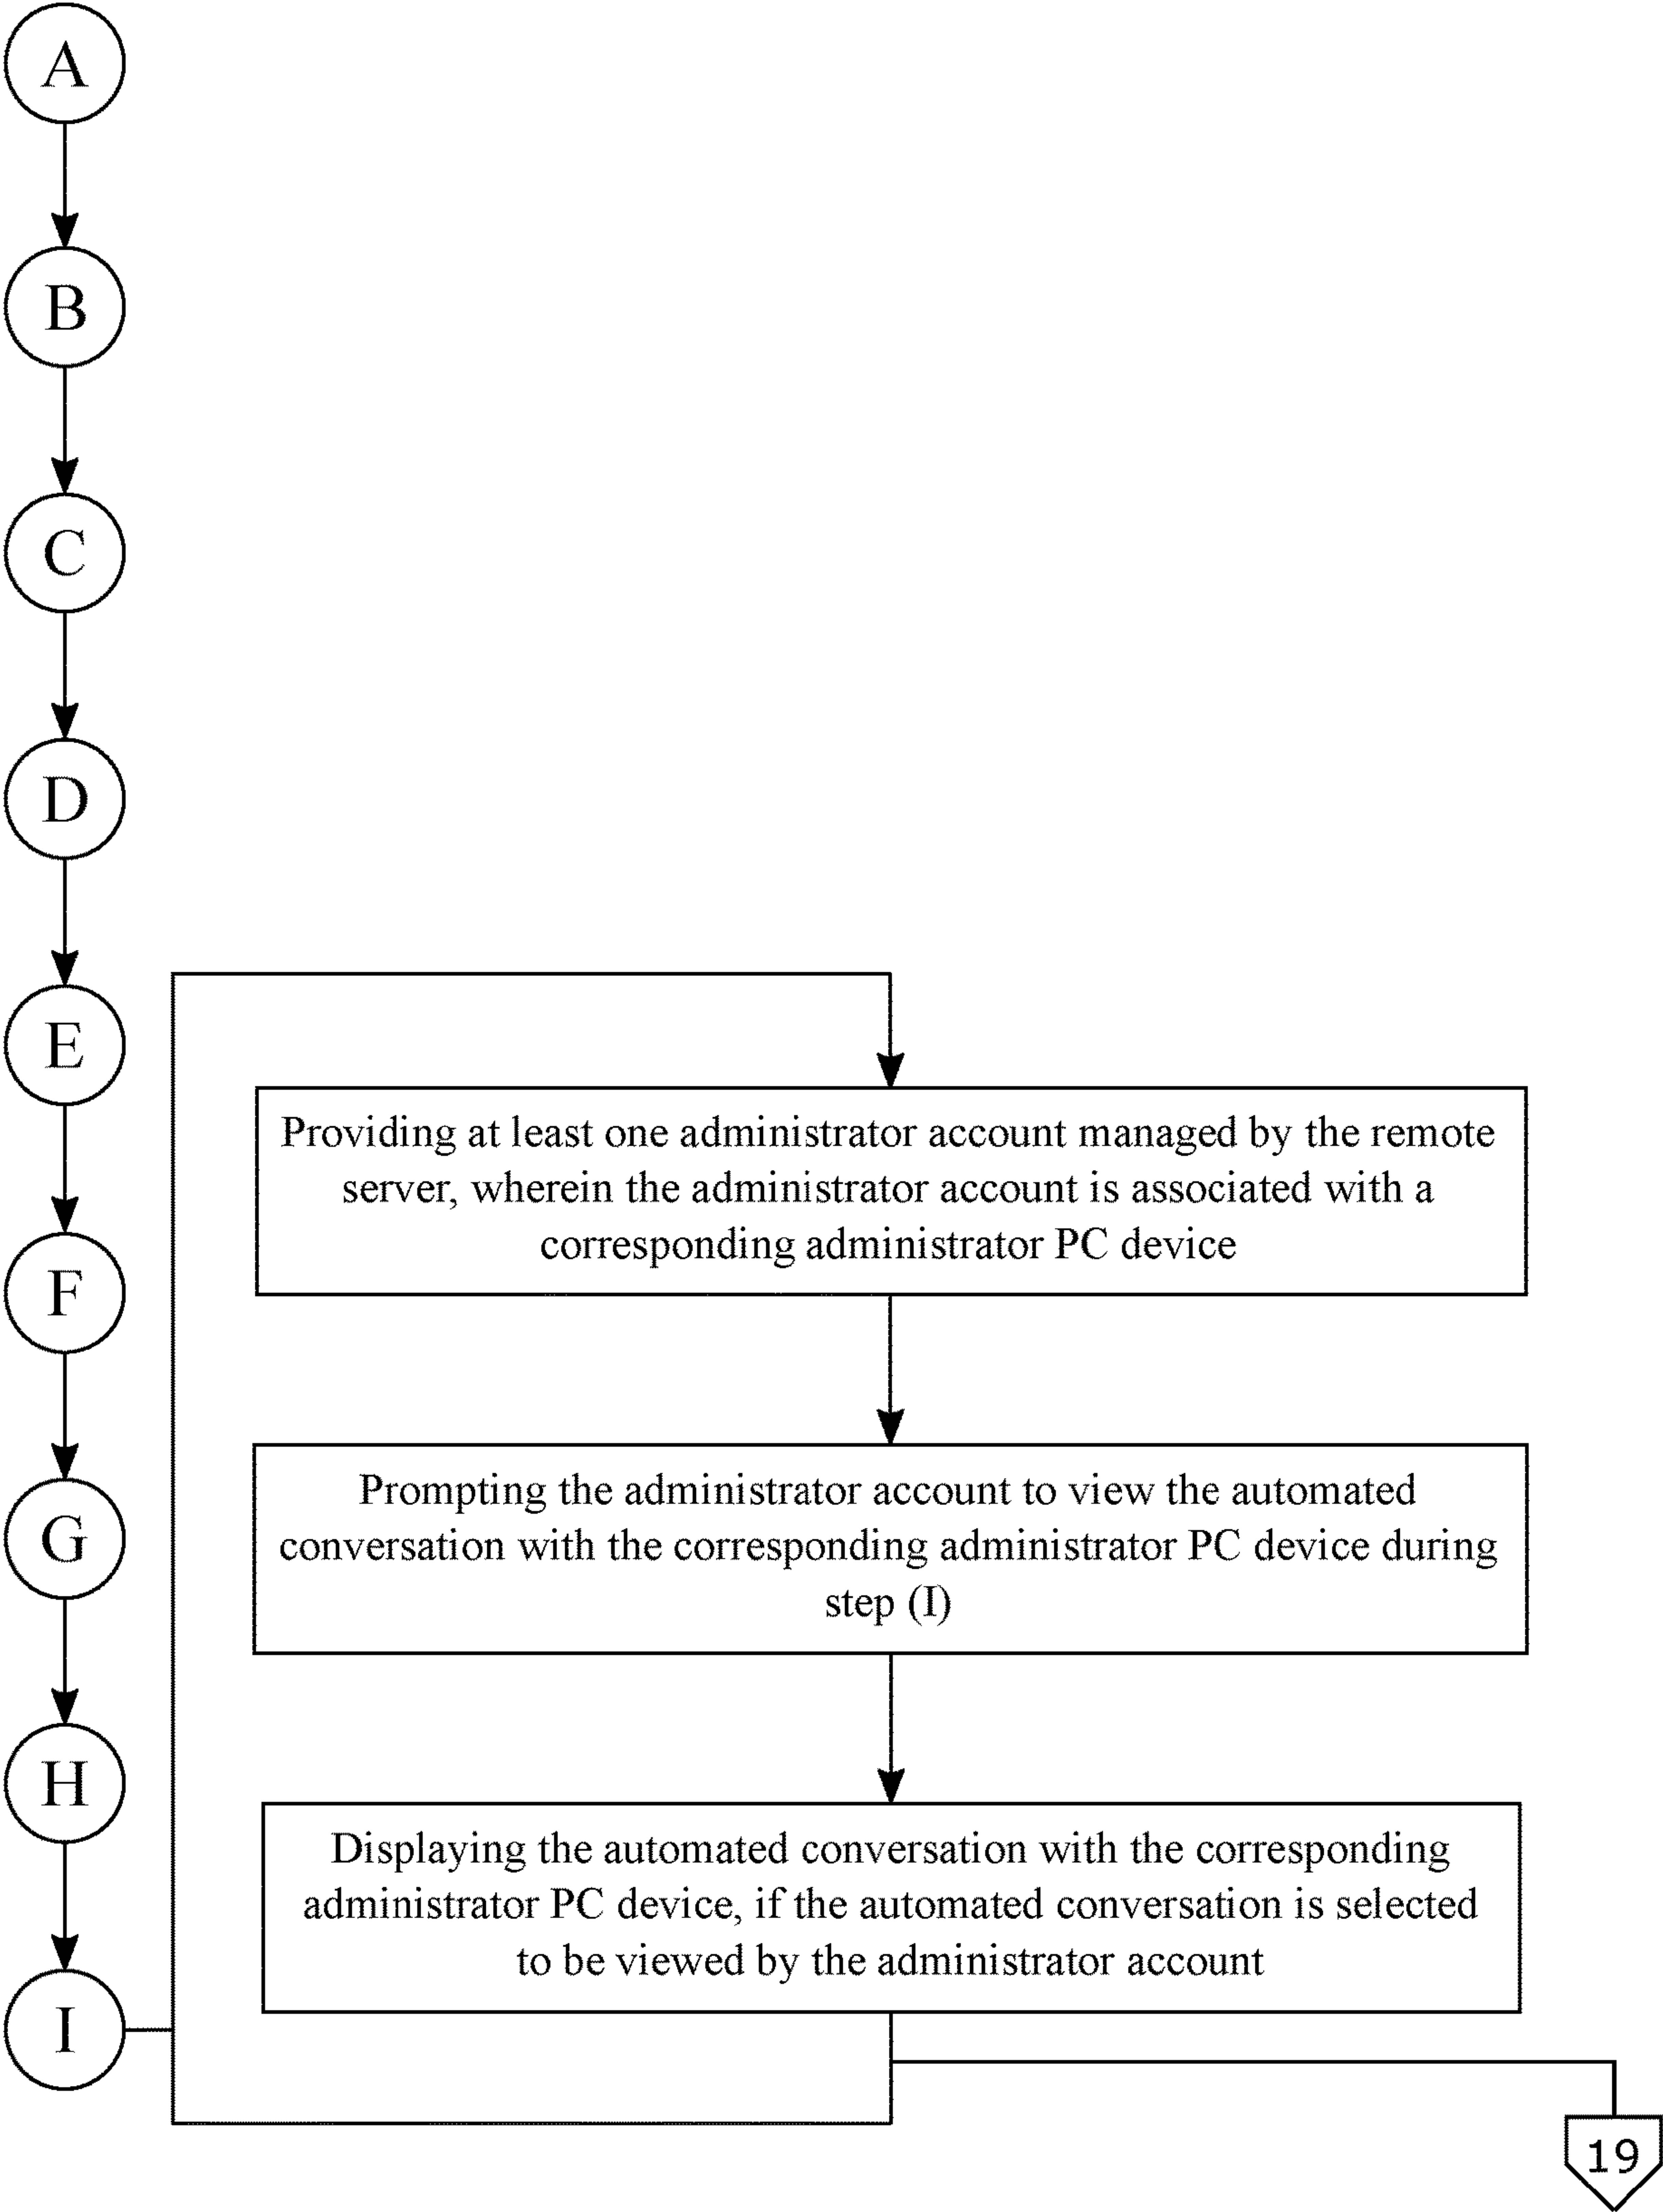 A
B
C
D
E
F
G
H
I
Providing at least one administrator account managed by the remote
server, wherein the administrator account is associated with a
corresponding administrator PC device
Prompting the administrator account to view the automated
conversation with the corresponding administrator PC device during
step (I)
Displaying the automated conversation with the corresponding
administrator PC device, if the automated conversation is selected
to be viewed by the administrator account
19